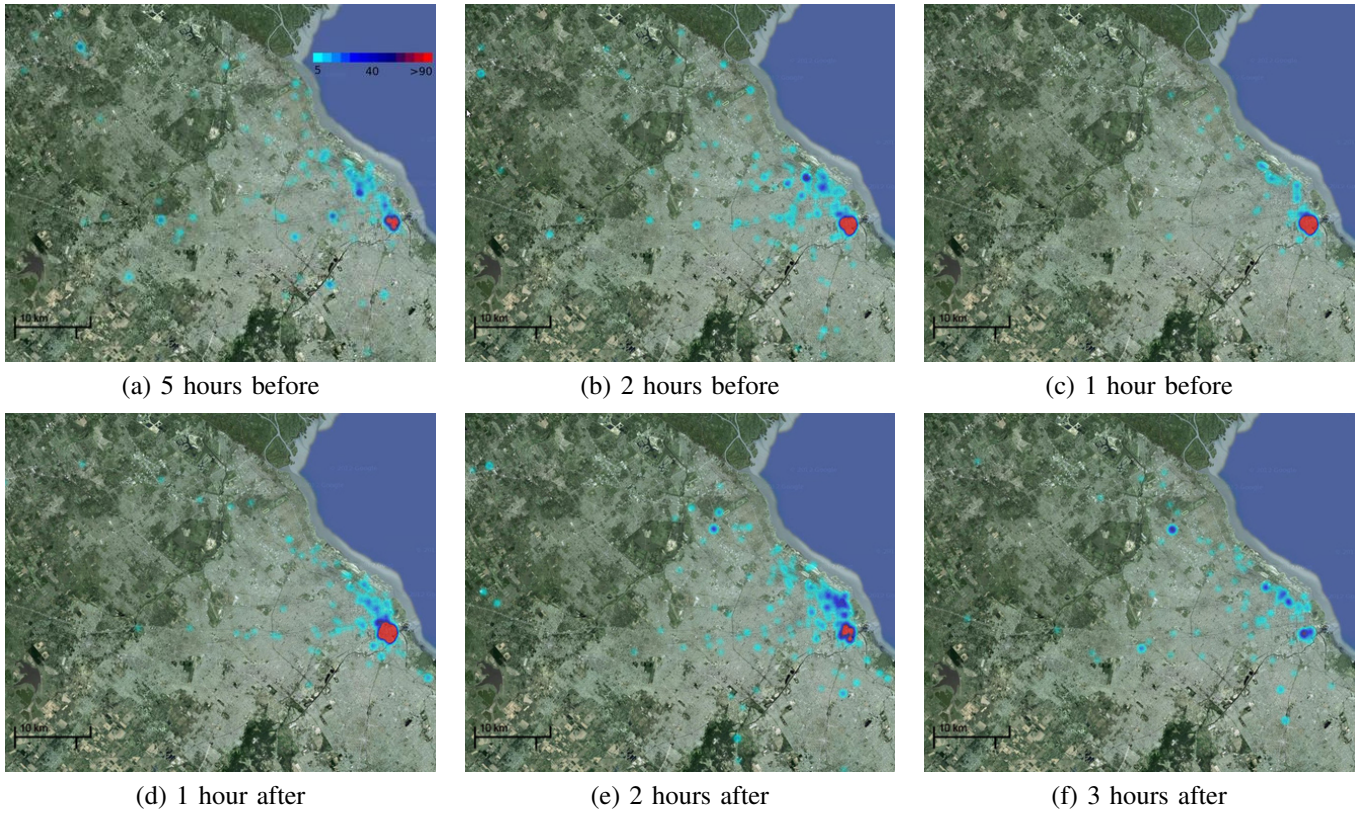 5 40 >90
10 km
10 km
10 km
(a) 5 hours before
(b) 2 hours before
(c) 1 hour before
10 km
10 km
10 km
(d) 1 hour after
(e) 2 hours after
(f) 3 hours after